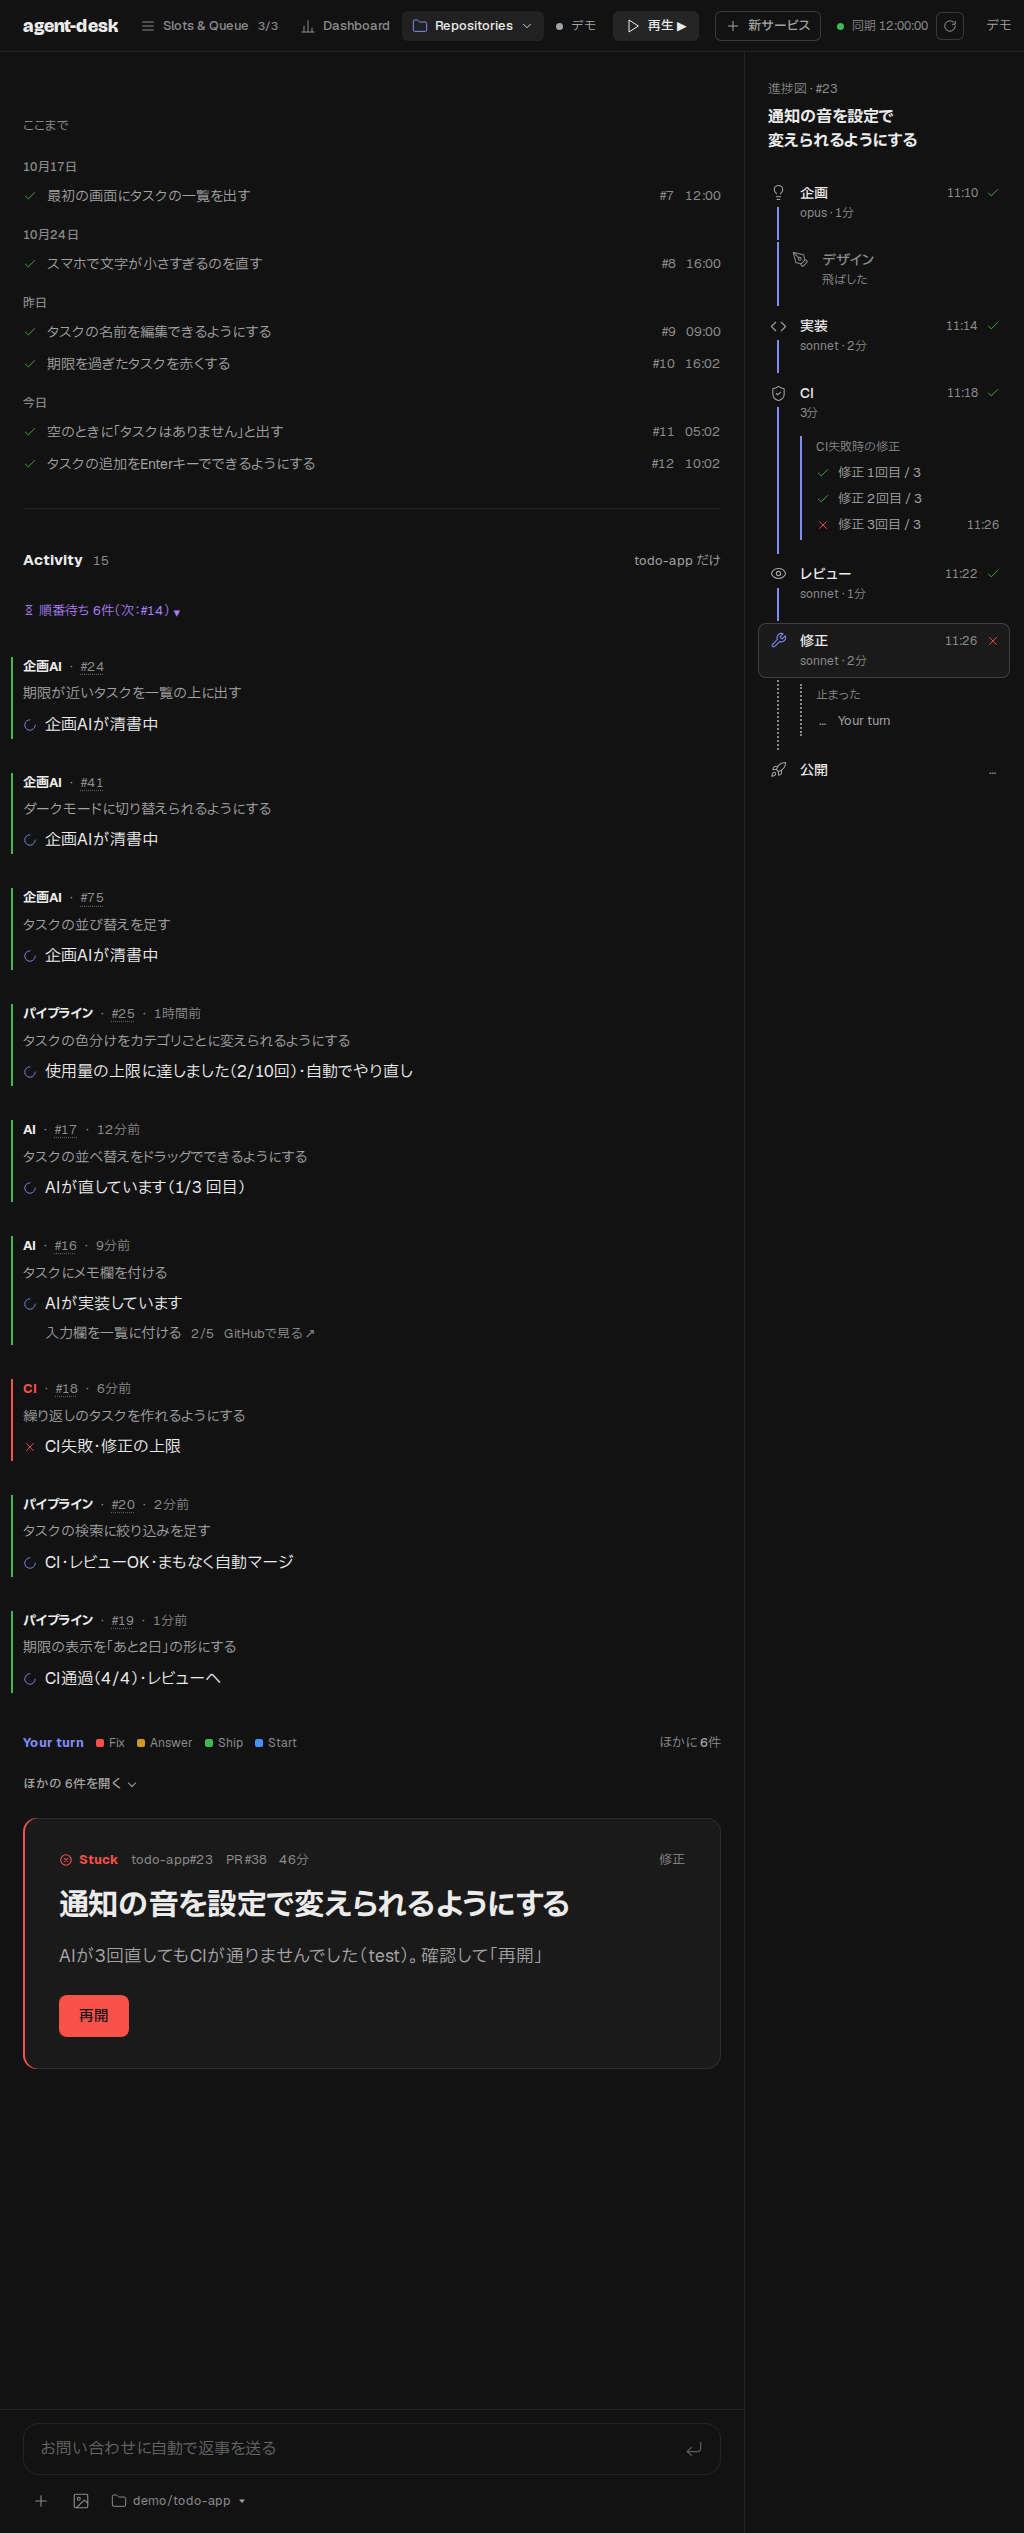 agent-desk
Slots & Queue 3/3
Dashboard
Repositories
デモ
再生 ▶
新サービス
同期 12:00:00
デモ
ここまで
10月17日
最初の画面にタスクの一覧を出す #7 12:00
10月24日
スマホで文字が小さすぎるのを直す #8 16:00
昨日
タスクの名前を編集できるようにする #9 09:00
期限を過ぎたタスクを赤くする #10 16:02
今日
空のときに「タスクはありません」と出す #11 05:02
タスクの追加をEnterキーでできるようにする #12 10:02
Activity 15 todo-app だけ
順番待ち 6件（次：#14）▾
企画AI · #24
期限が近いタスクを一覧の上に出す
企画AIが清書中
企画AI · #41
ダークモードに切り替えられるようにする
企画AIが清書中
企画AI · #75
タスクの並び替えを足す
企画AIが清書中
パイプライン · #25 · 1時間前
タスクの色分けをカテゴリごとに変えられるようにする
使用量の上限に達しました（2/10回）・自動でやり直し
AI · #17 · 12分前
タスクの並べ替えをドラッグでできるようにする
AIが直しています（1/3 回目）
AI · #16 · 9分前
タスクにメモ欄を付ける
AIが実装しています
入力欄を一覧に付ける 2/5 GitHubで見る ↗
CI · #18 · 6分前
繰り返しのタスクを作れるようにする
CI失敗・修正の上限
パイプライン · #20 · 2分前
タスクの検索に絞り込みを足す
CI・レビューOK・まもなく自動マージ
パイプライン · #19 · 1分前
期限の表示を「あと2日」の形にする
CI通過（4/4）・レビューへ
Your turn Fix Answer Ship Start ほかに 6件
ほかの 6件を開く
Stuck todo-app#23 PR#38 46分 修正
通知の音を設定で変えられるようにする
AIが3回直してもCIが通りませんでした（test）。確認して「再開」
再開
お問い合わせに自動で返事を送る
demo/todo-app
進捗図 · #23
通知の音を設定で
変えられるようにする
企画 11:10
opus · 1分
デザイン
飛ばした
実装 11:14
sonnet · 2分
CI 11:18
3分
CI失敗時の修正
修正 1回目 / 3
修正 2回目 / 3
修正 3回目 / 3 11:26
レビュー 11:22
sonnet · 1分
修正 11:26
sonnet · 2分
止まった
… Your turn
公開 …